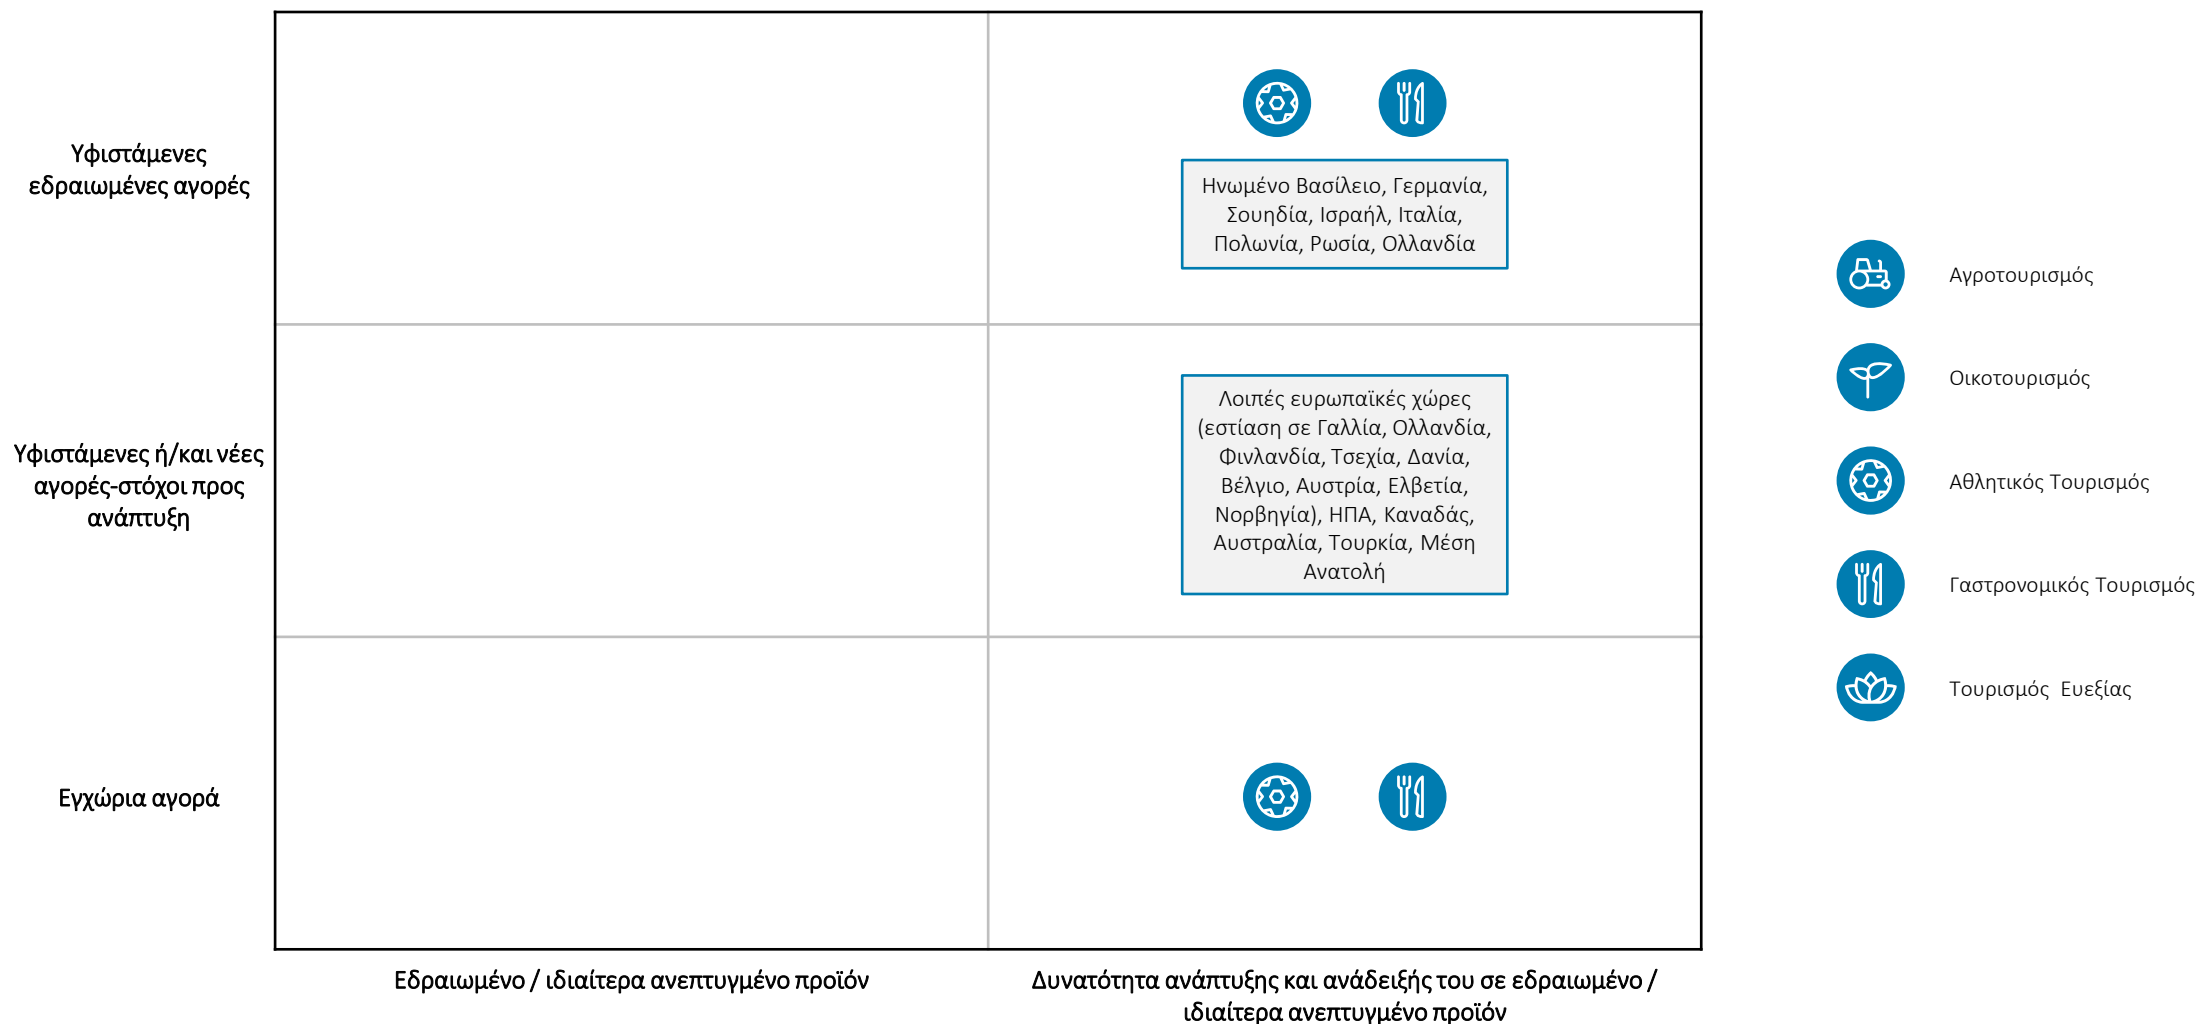 Υφιστάμενες
εδραιωμένες αγορές
Ηνωμένο Βασίλειο, Γερμανία,
Σουηδία, Ισραήλ, Ιταλία,
Πολωνία, Ρωσία, Ολλανδία
Υφιστάμενες ή/και νέες
αγορές-στόχοι προς
ανάπτυξη
Λοιπές ευρωπαϊκές χώρες
(εστίαση σε Γαλλία, Ολλανδία,
Φινλανδία, Τσεχία, Δανία,
Βέλγιο, Αυστρία, Ελβετία,
Νορβηγία), ΗΠΑ, Καναδάς,
Αυστραλία, Τουρκία, Μέση
Ανατολή
Εγχώρια αγορά
Εδραιωμένο / ιδιαίτερα ανεπτυγμένο προϊόν
Δυνατότητα ανάπτυξης και ανάδειξής του σε εδραιωμένο /
ιδιαίτερα ανεπτυγμένο προϊόν
Αγροτουρισμός
Οικοτουρισμός
Αθλητικός Τουρισμός
Γαστρονομικός Τουρισμός
Τουρισμός Ευεξίας